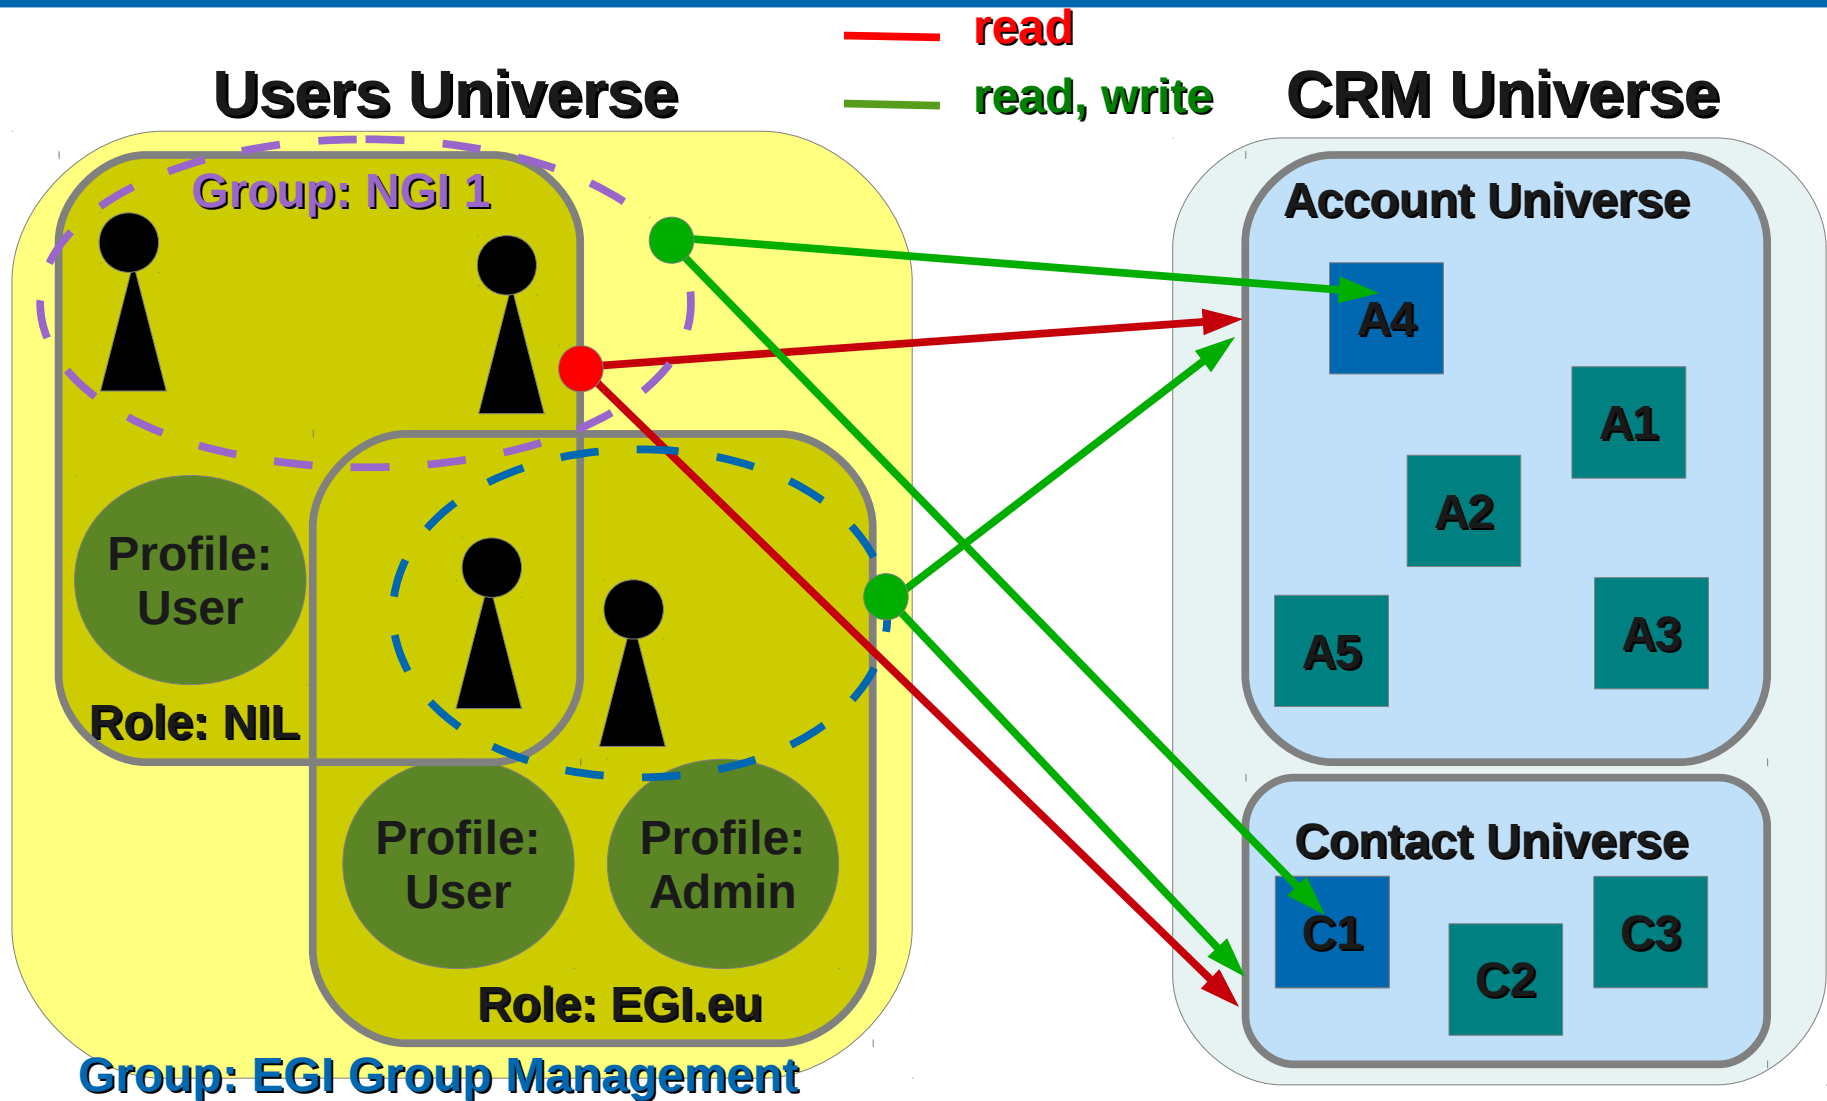 read
read, write
Users Universe
CRM Universe
Group: NGI 1
Account Universe
A4
A1
A2
A5
A3
Profile:
User
Role: NIL
Profile:
User
Profile:
Admin
Role: EGI.eu
Group: EGI Group Management
Contact Universe
C1
C2
C3